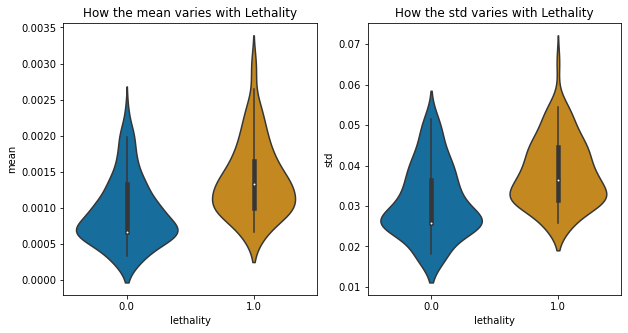 How the mean varies with Lethality
0.0035
0.0030
0.0025
0.0020
0.0015
0.0010
0.0005
0.0000
mean
0.0 1.0
lethality
How the std varies with Lethality
0.07
0.06
0.05
0.04
0.03
0.02
0.01
std
0.0 1.0
lethality